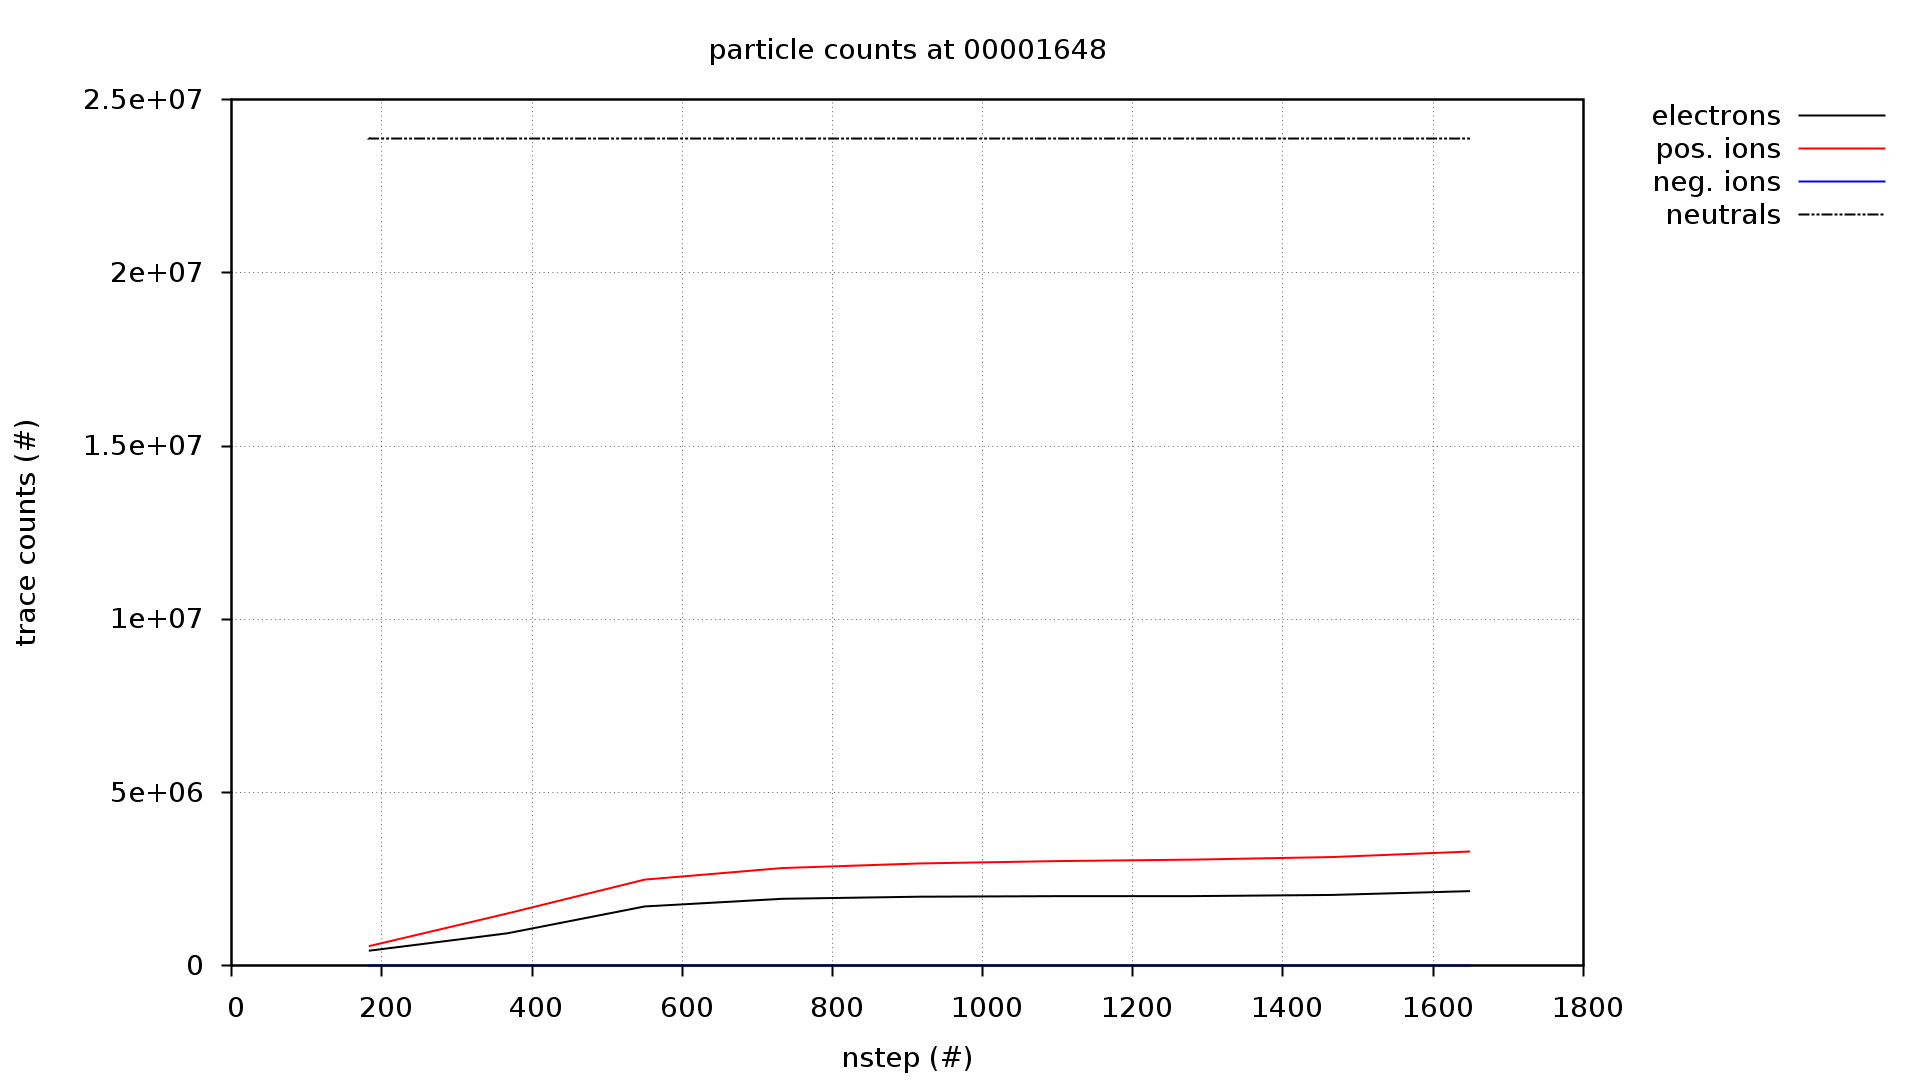 particle counts at 00001648
2.5e+07
2e+07
1.5e+07
1e+07
5e+06
0
trace counts (#)
0 200 400 600 800 1000 1200 1400 1600 1800
nstep (#)
electrons
pos. ions
neg. ions
neutrals